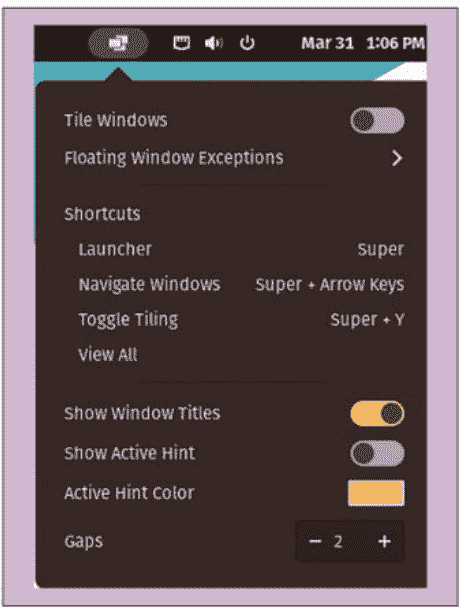 Mar 31 1:06 PM
Tile Windows
Floating Window Exceptions
Shortcuts
Launcher Super
Navigate Windows Super + Arrow Keys
Toggle Tiling Super + Y
View All
Show Window Titles
Show Active Hint
Active Hint Color
Gaps - 2 +